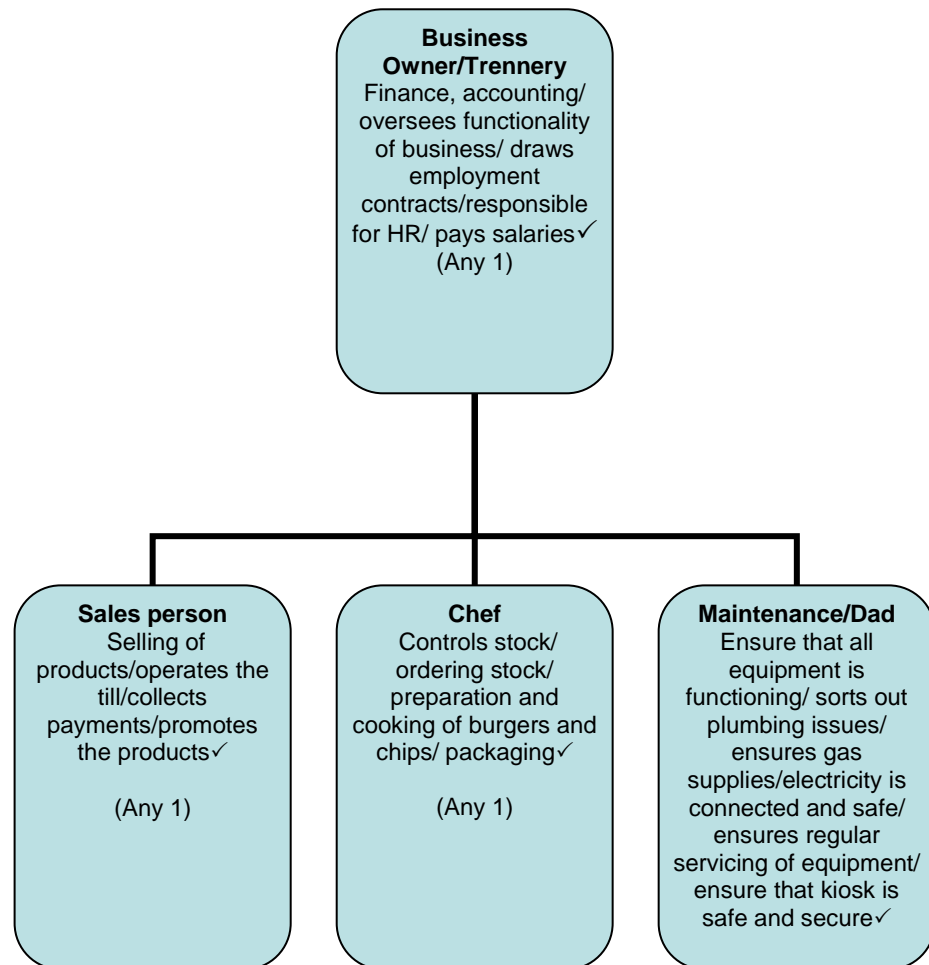 Business
Owner/Trennery
Finance, accounting/
oversees functionality
of business/ draws
employment
contracts/responsible
for HR/ pays salaries✓
(Any 1)
Sales person
Selling of
products/operates the
till/collects
payments/promotes
the products✓
(Any 1)
Chef
Controls stock/
ordering stock/
preparation and
cooking of burgers and
chips/ packaging✓
(Any 1)
Maintenance/Dad
Ensure that all
equipment is
functioning/ sorts out
plumbing issues/
ensures gas
supplies/electricity is
connected and safe/
ensures regular
servicing of equipment/
ensure that kiosk is
safe and secure✓